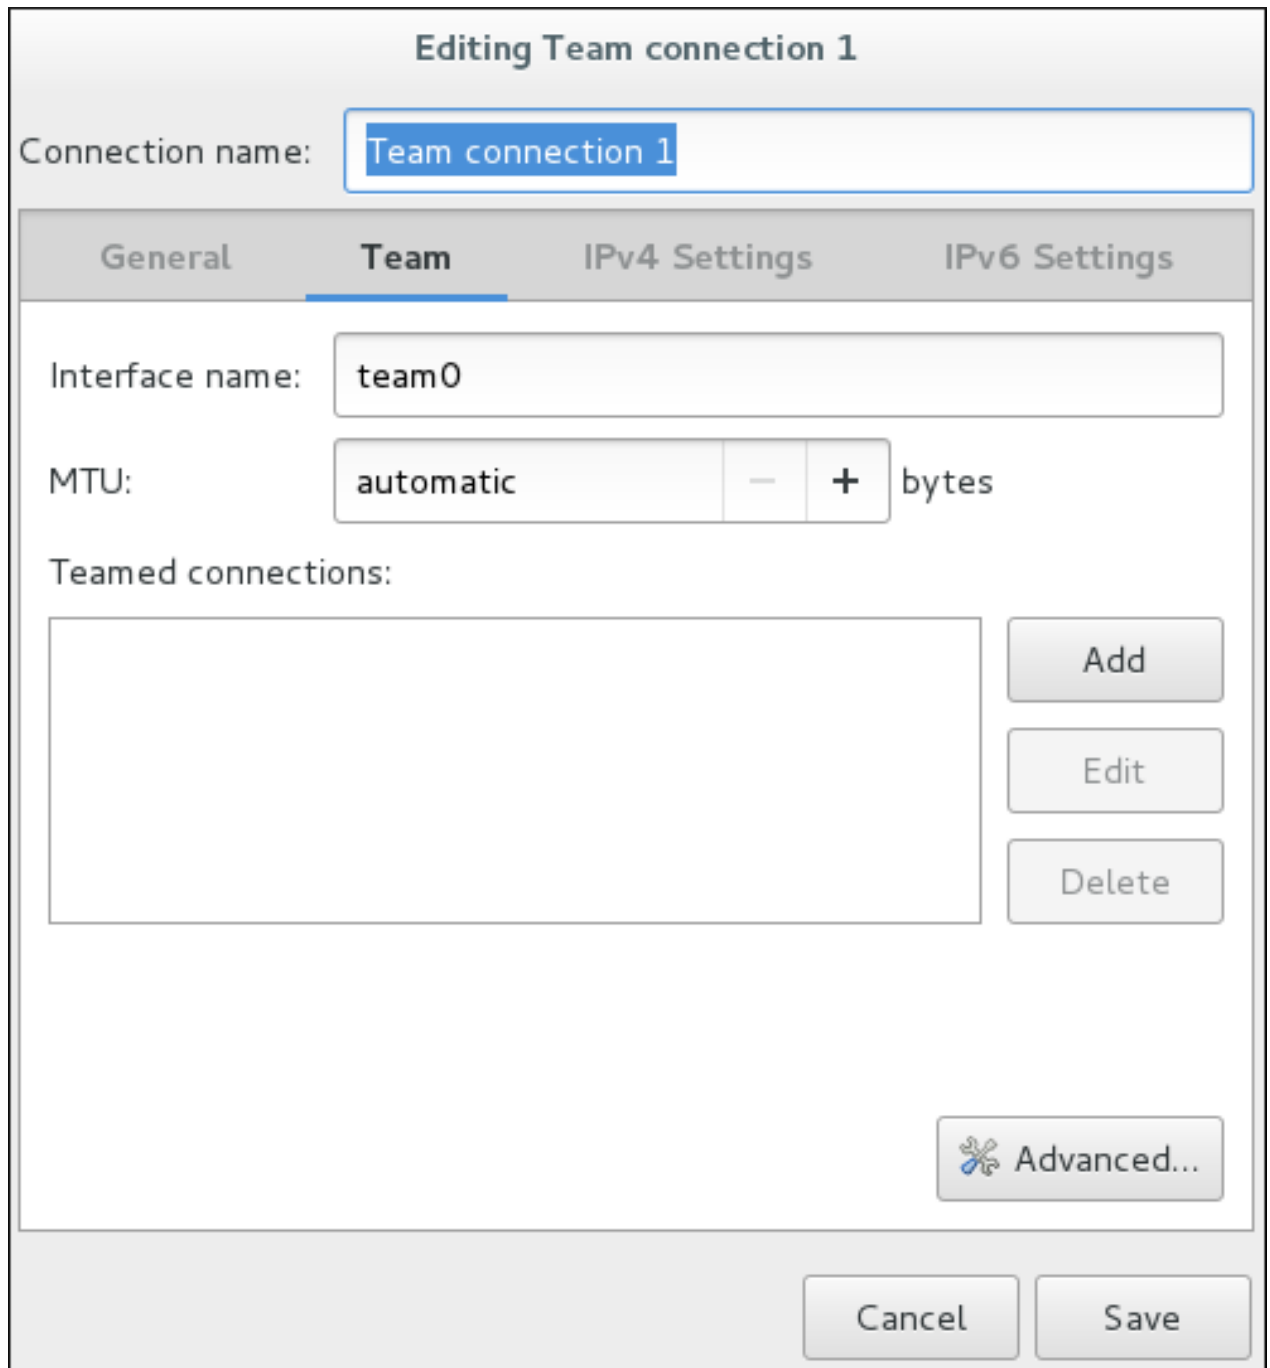 Editing Team connection 1
Connection name: Team connection 1
General Team IPv4 Settings IPv6 Settings
Interface name: team0
MTU: automatic − + bytes
Teamed connections:
Add
Edit
Delete
Advanced...
Cancel Save